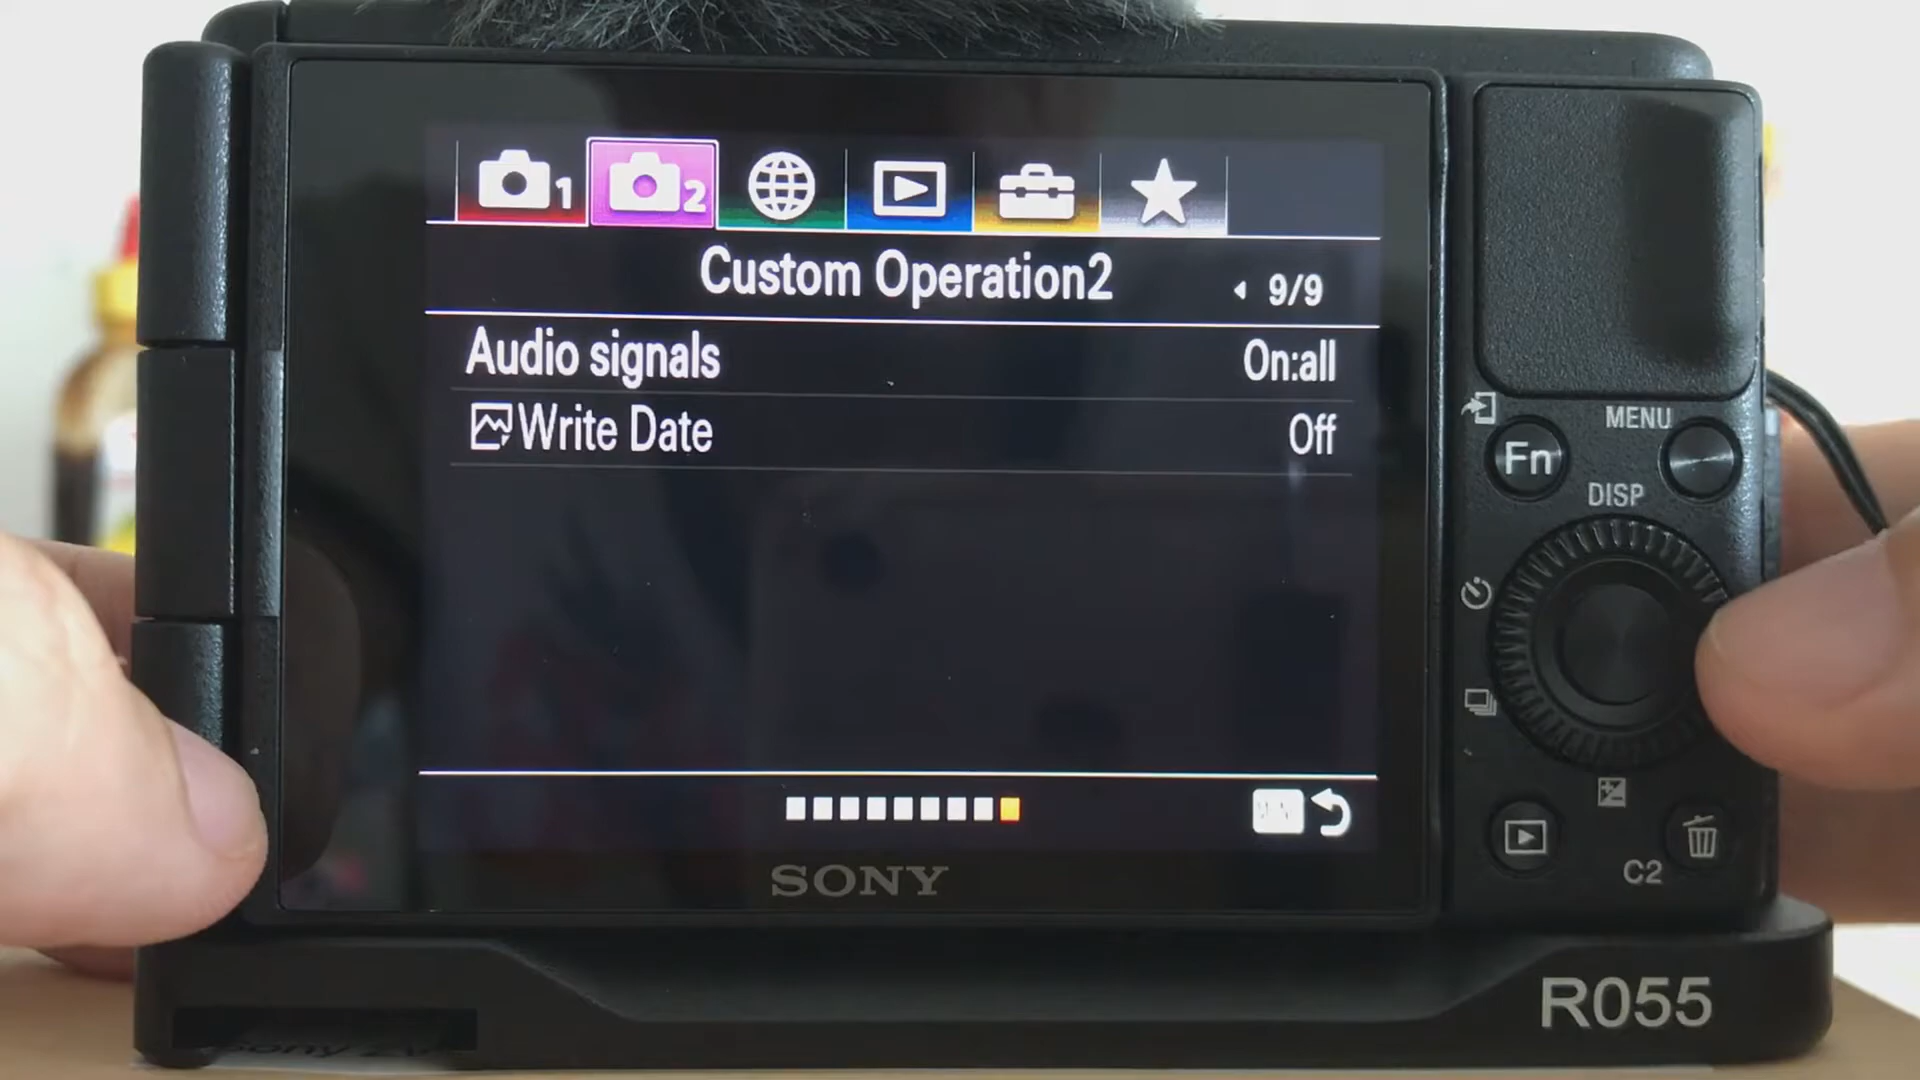 1
2
Custom Operation2
9/9
Audio signals
On:all
Write Date
Off
MENU
Fn
DISP
C2
SONY
R055